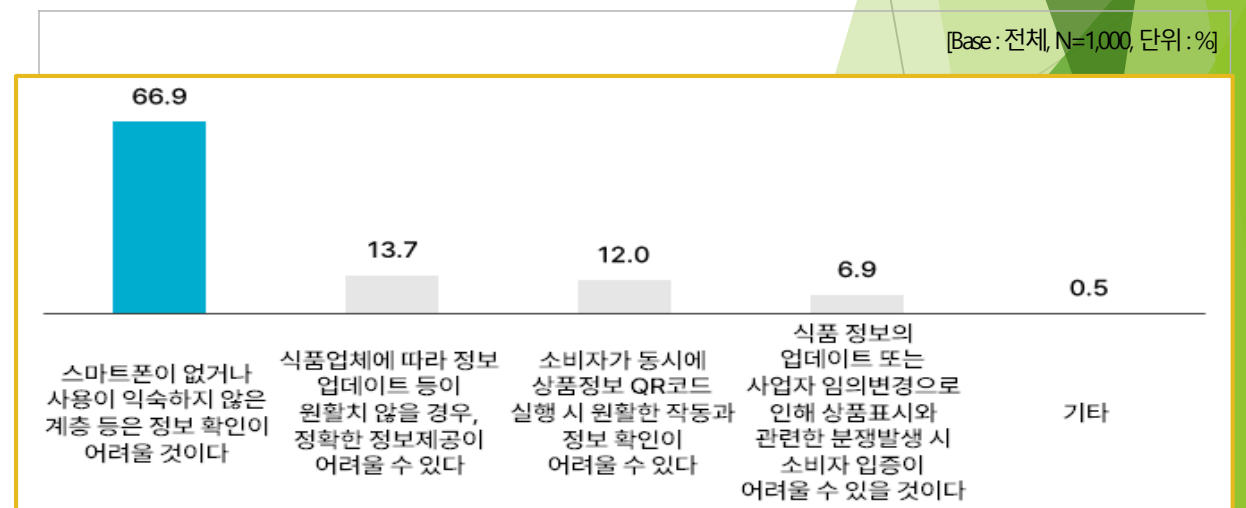 [Base : 전체, N=1,000, 단위 : %]
66.9
13.7
12.0
6.9
0.5
스마트폰이 없거나
사용이 익숙하지 않은
계층 등은 정보 확인이
어려울 것이다
식품업체에 따라 정보
업데이트 등이
원활치 않을 경우,
정확한 정보제공이
어려울 수 있다
소비자가 동시에
상품정보 QR코드
실행 시 원활한 작동과
정보 확인이
어려울 수 있다
식품 정보의
업데이트 또는
사업자 임의변경으로
인해 상품표시와
관련한 분쟁발생 시
소비자 입증이
어려울 수 있을 것이다
기타